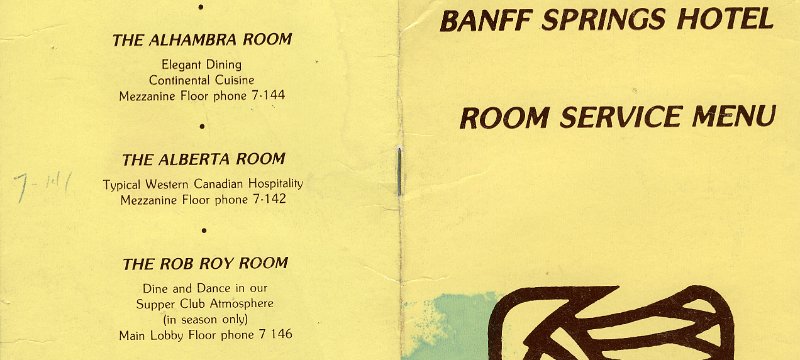 THE ALHAMBRA ROOM
Elegant Dining
Continental Cuisine
Mezzanine Floor phone 7-144
THE ALBERTA ROOM
Typical Western Canadian Hospitality
Mezzanine Floor phone 7-142
THE ROB ROY ROOM
Dine and Dance in our
Supper Club Atmosphere
(in season only)
Main Lobby Floor phone 7 146
7-141
BANFF SPRINGS HOTEL
ROOM SERVICE MENU